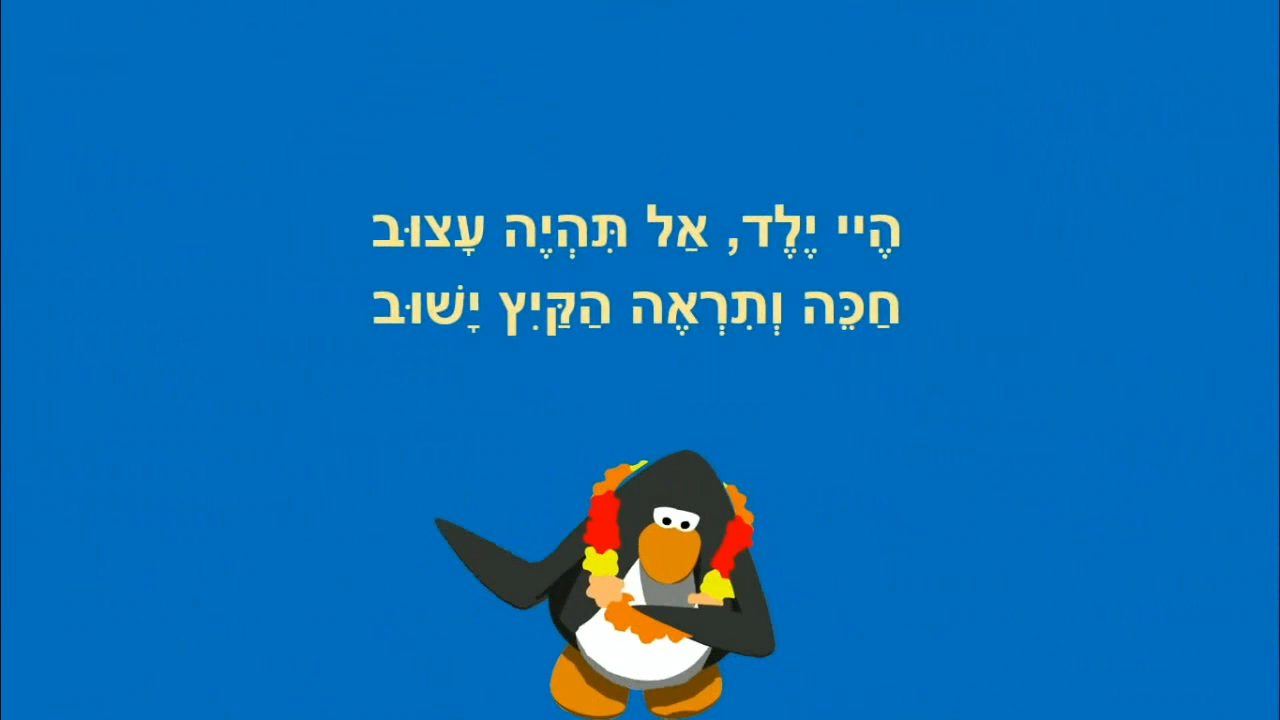 הֶיי יֶלֶד, אַל תִּהְיֶה עָצוּב
חַכֵּה וְתִרְאֶה הַקַּיִץ יָשׁוּב